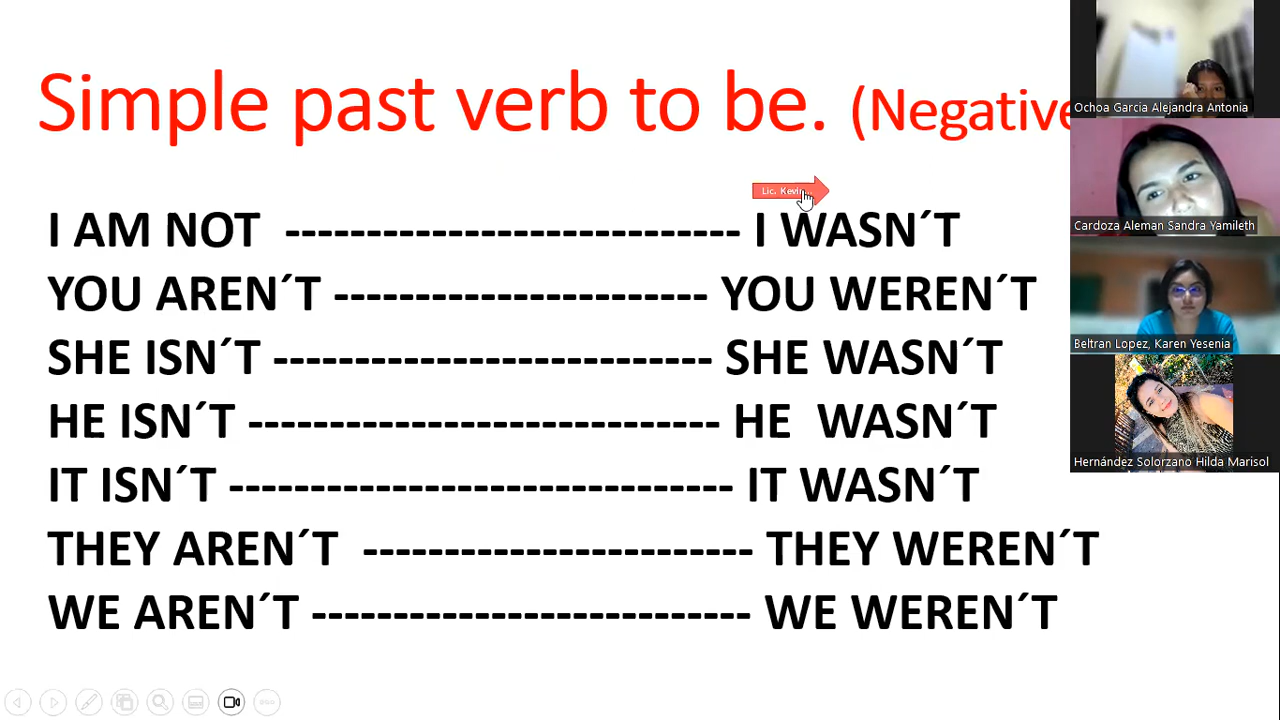 Simple past verb to be. (Negative
Lic. Kevin
I AM NOT ---------------------------- I WASN´T
YOU AREN´T ----------------------- YOU WEREN´T
SHE ISN´T --------------------------- SHE WASN´T
HE ISN´T ----------------------------- HE WASN´T
IT ISN´T ------------------------------- IT WASN´T
THEY AREN´T ------------------------ THEY WEREN´T
WE AREN´T --------------------------- WE WEREN´T
Ochoa Garcia Alejandra Antonia
Cardoza Aleman Sandra Yamileth
Beltran Lopez, Karen Yesenia
Hernández Solorzano Hilda Marisol